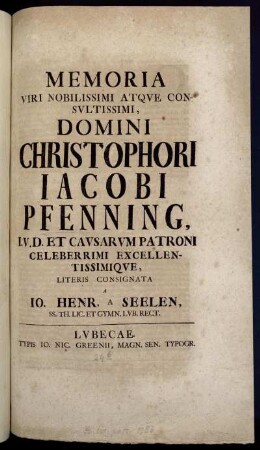 MEMORIA
VIRI NOBILISSIMI ATQVE CON-
SVLTISSIMI,
DOMINI
CHRISTOPHORI
IACOBI
PFENNING,
I.V.D. ET CAVSARVM PATRONI
CELEBERRIMI EXCELLEN-
TISSIMIQVE,
LITERIS CONSIGNATA
A
IO. HENR. A SEELEN,
SS. TH. LIC. ET GYMN. LVB. RECT.
LVBECAE.
TYPIS IO. NIC. GREENII, MAGN. SEN. TYPOGR.